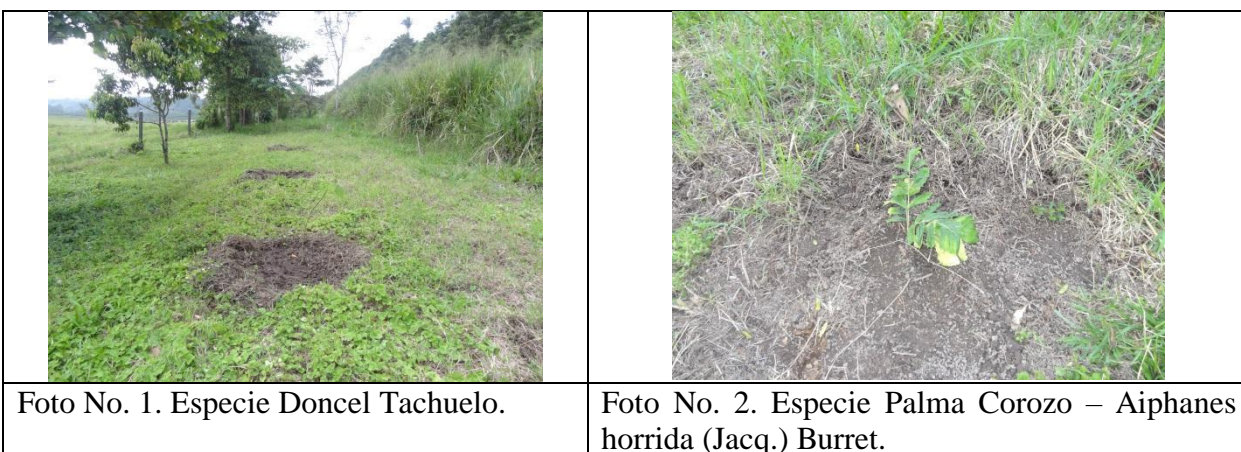 Foto No. 1. Especie Doncel Tachuelo.
Foto No. 2. Especie Palma Corozo – Aiphanes
horrida (Jacq.) Burret.